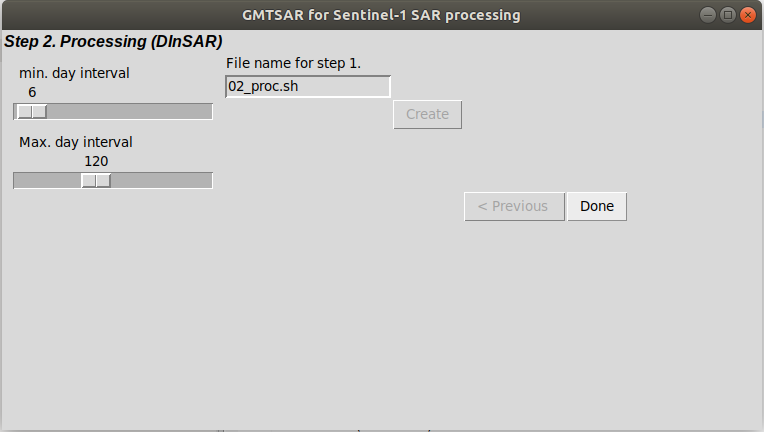 GMTSAR for Sentinel-1 SAR processing
Step 2. Processing (DInSAR)
min. day interval
6
Max. day interval
120
File name for step 1.
02_proc.sh
Create
< Previous
Done